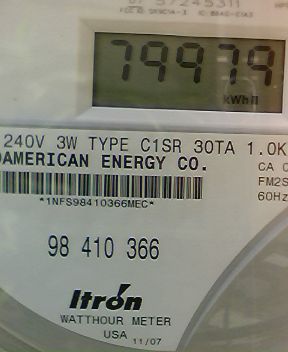 79979
kWh
240V 3W TYPE C1SR 30TA 1.0K
DAMERICAN ENERGY CO.
CA
*1NFS98410366MEC*
FM2S
60Hz
98 410 366
Itron
WATTHOUR METER
USA 11/07